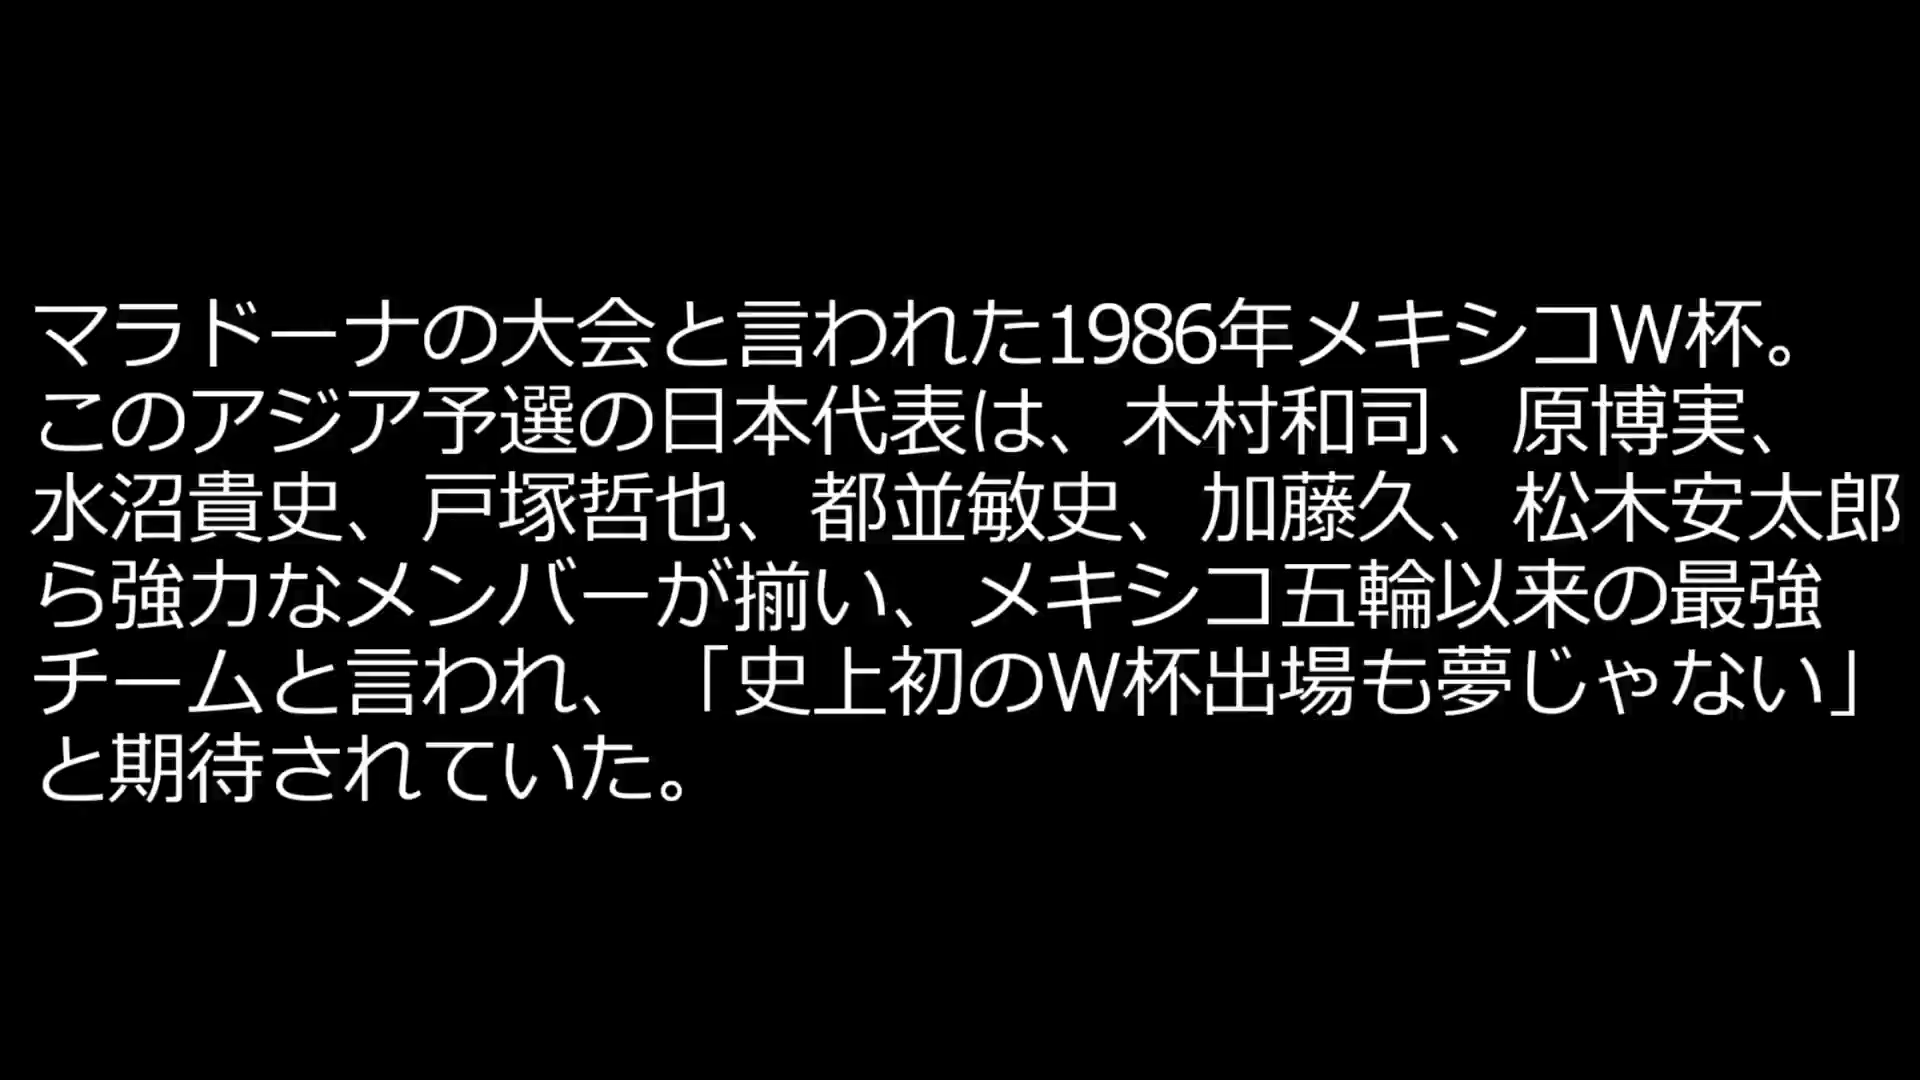 マラドーナの大会と言われた1986年メキシコＷ杯。
このアジア予選の日本代表は、木村和司、原博実、
水沼貴史、戸塚哲也、都並敏史、加藤久、松木安太郎
ら強力なメンバーが揃い、メキシコ五輪以来の最強
チームと言われ、「史上初のＷ杯出場も夢じゃない」
と期待されていた。